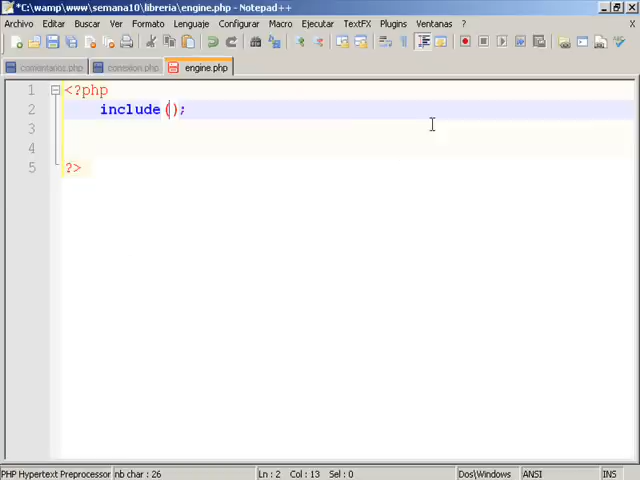 *C:\wamp\www\semana10\libreria\engine.php - Notepad++
Archivo Editar Buscar Ver Formato Lenguaje Configurar Macro Ejecutar TextFX Plugins Ventanas ?
comentarios.php conexion.php engine.php
1 <?php
2 include ();
3
4
5 ?>
PHP Hypertext Preprocessor nb char : 26 Ln : 2 Col : 13 Sel : 0 Dos\Windows ANSI INS